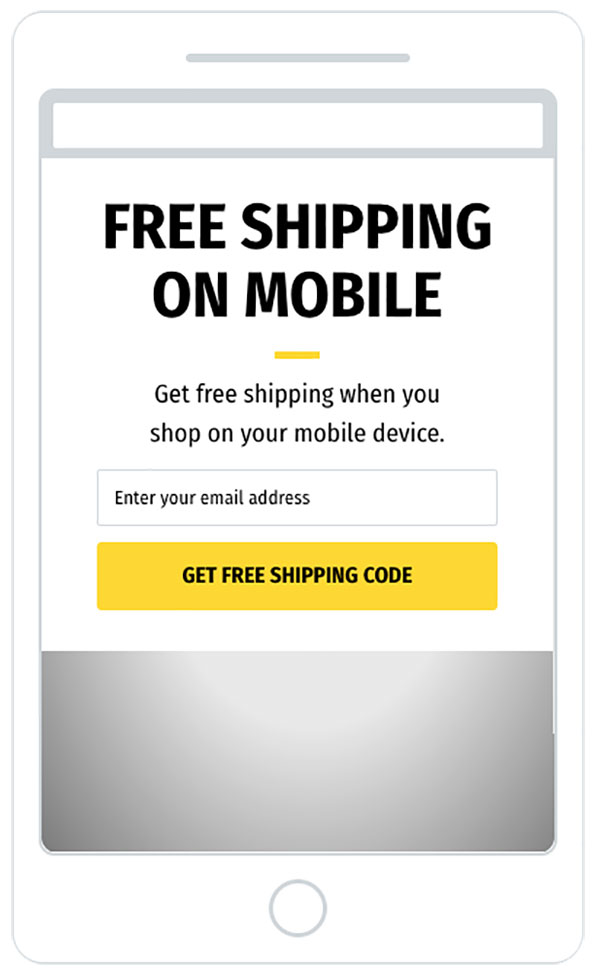 FREE SHIPPING
ON MOBILE
Get free shipping when you
shop on your mobile device.
Enter your email address
GET FREE SHIPPING CODE